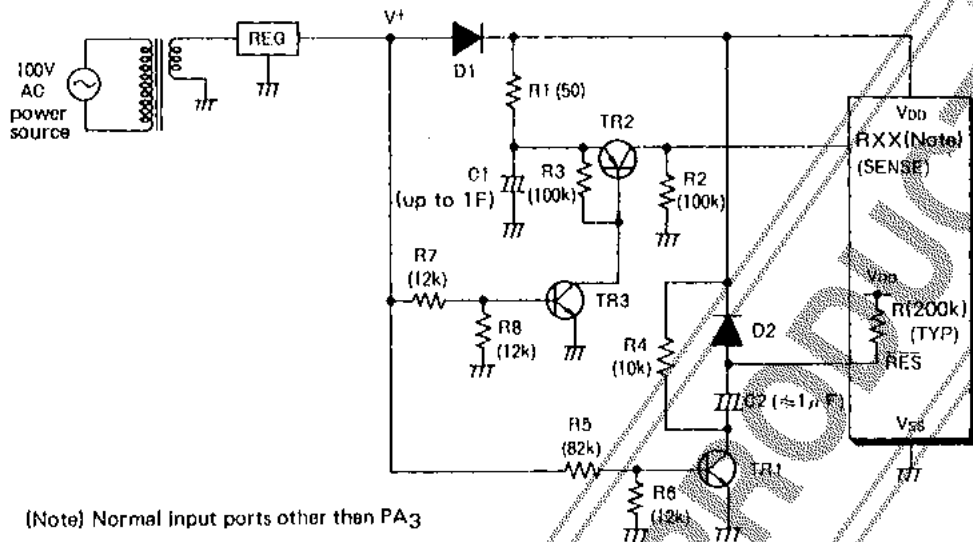 V+
REG
100V
AC
power
source
D1
R1 (50)
TR2
VDD
RXX(Note)
(SENSE)
C1
(up to 1F)
R3
(100k)
R2
(100k)
R7
(12k)
TR3
R8
(12k)
VDD
R(200k)
(TYP)
RES
D2
R4
(10k)
C2 (≒1μF)
VSS
R5
(82k)
TR1
R6
(12k)
(Note) Normal input ports other then PA3
PRODUCT